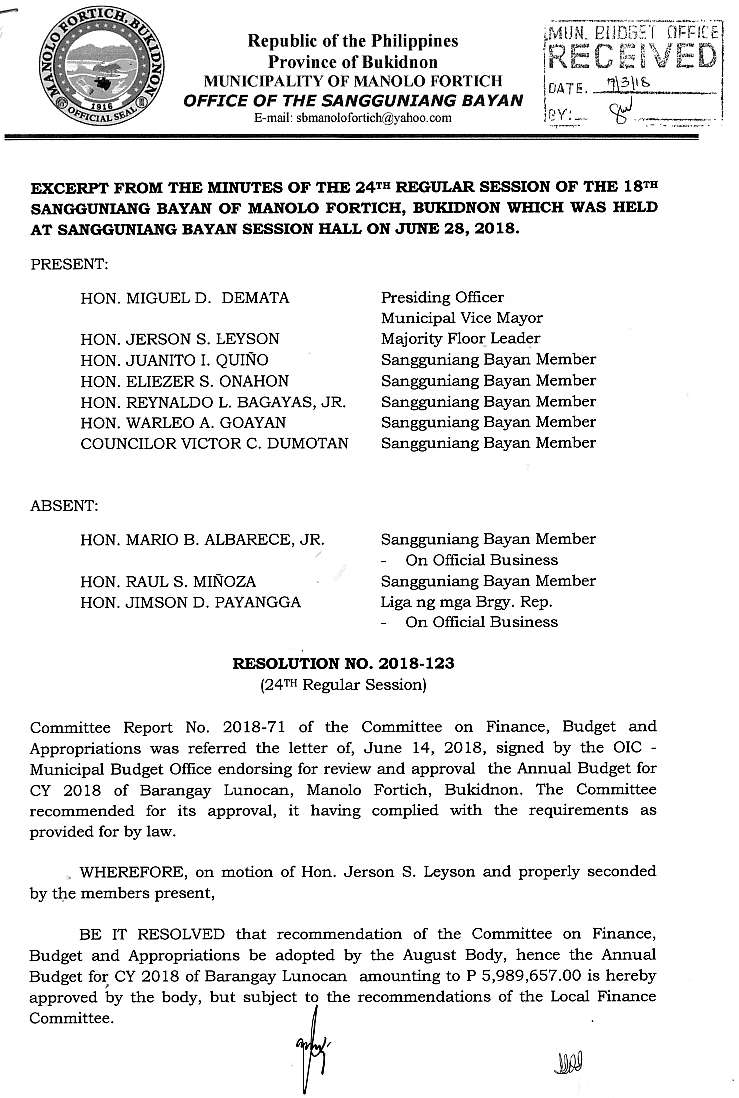 MANOLO FORTICH, BUKIDNON
1916
OFFICIAL SEAL
Republic of the Philippines
Province of Bukidnon
MUNICIPALITY OF MANOLO FORTICH
OFFICE OF THE SANGGUNIANG BAYAN
E-mail: sbmanolofortich@yahoo.com
MUN. BUDGET OFFICE
RECEIVED
DATE. 7/3/18
BY:
EXCERPT FROM THE MINUTES OF THE 24TH REGULAR SESSION OF THE 18TH
SANGGUNIANG BAYAN OF MANOLO FORTICH, BUKIDNON WHICH WAS HELD
AT SANGGUNIANG BAYAN SESSION HALL ON JUNE 28, 2018.
PRESENT:
HON. MIGUEL D. DEMATA Presiding Officer
Municipal Vice Mayor
HON. JERSON S. LEYSON Majority Floor Leader
HON. JUANITO I. QUIÑO Sangguniang Bayan Member
HON. ELIEZER S. ONAHON Sangguniang Bayan Member
HON. REYNALDO L. BAGAYAS, JR. Sangguniang Bayan Member
HON. WARLEO A. GOAYAN Sangguniang Bayan Member
COUNCILOR VICTOR C. DUMOTAN Sangguniang Bayan Member
ABSENT:
HON. MARIO B. ALBARECE, JR. Sangguniang Bayan Member
- On Official Business
HON. RAUL S. MIÑOZA Sangguniang Bayan Member
HON. JIMSON D. PAYANGGA Liga ng mga Brgy. Rep.
- On Official Business
RESOLUTION NO. 2018-123
(24TH Regular Session)
Committee Report No. 2018-71 of the Committee on Finance, Budget and
Appropriations was referred the letter of, June 14, 2018, signed by the OIC -
Municipal Budget Office endorsing for review and approval the Annual Budget for
CY 2018 of Barangay Lunocan, Manolo Fortich, Bukidnon. The Committee
recommended for its approval, it having complied with the requirements as
provided for by law.
WHEREFORE, on motion of Hon. Jerson S. Leyson and properly seconded
by the members present,
BE IT RESOLVED that recommendation of the Committee on Finance,
Budget and Appropriations be adopted by the August Body, hence the Annual
Budget for CY 2018 of Barangay Lunocan amounting to P 5,989,657.00 is hereby
approved by the body, but subject to the recommendations of the Local Finance
Committee.